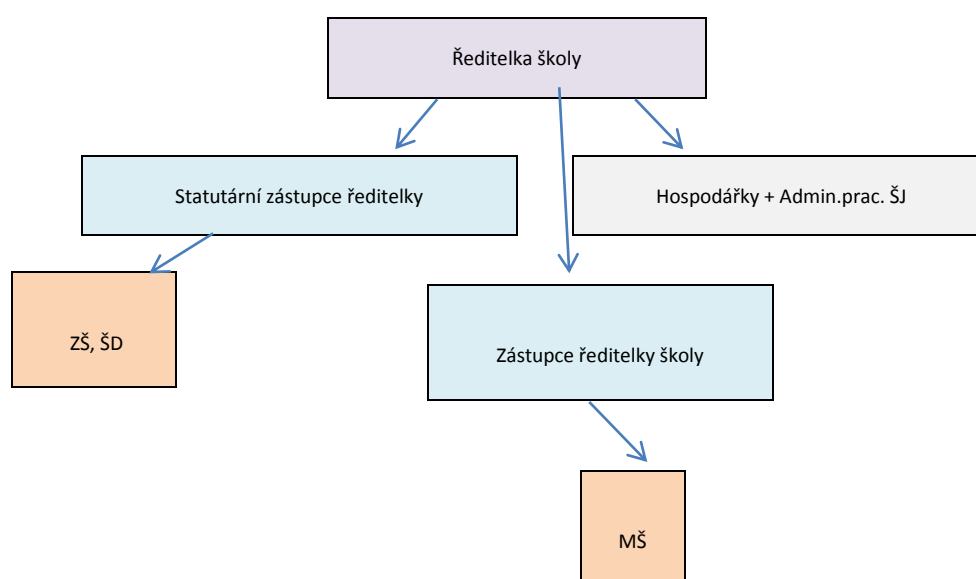 Ředitelka školy
Statutární zástupce ředitelky
Hospodářky + Admin.prac. ŠJ
ZŠ, ŠD
Zástupce ředitelky školy
MŠ